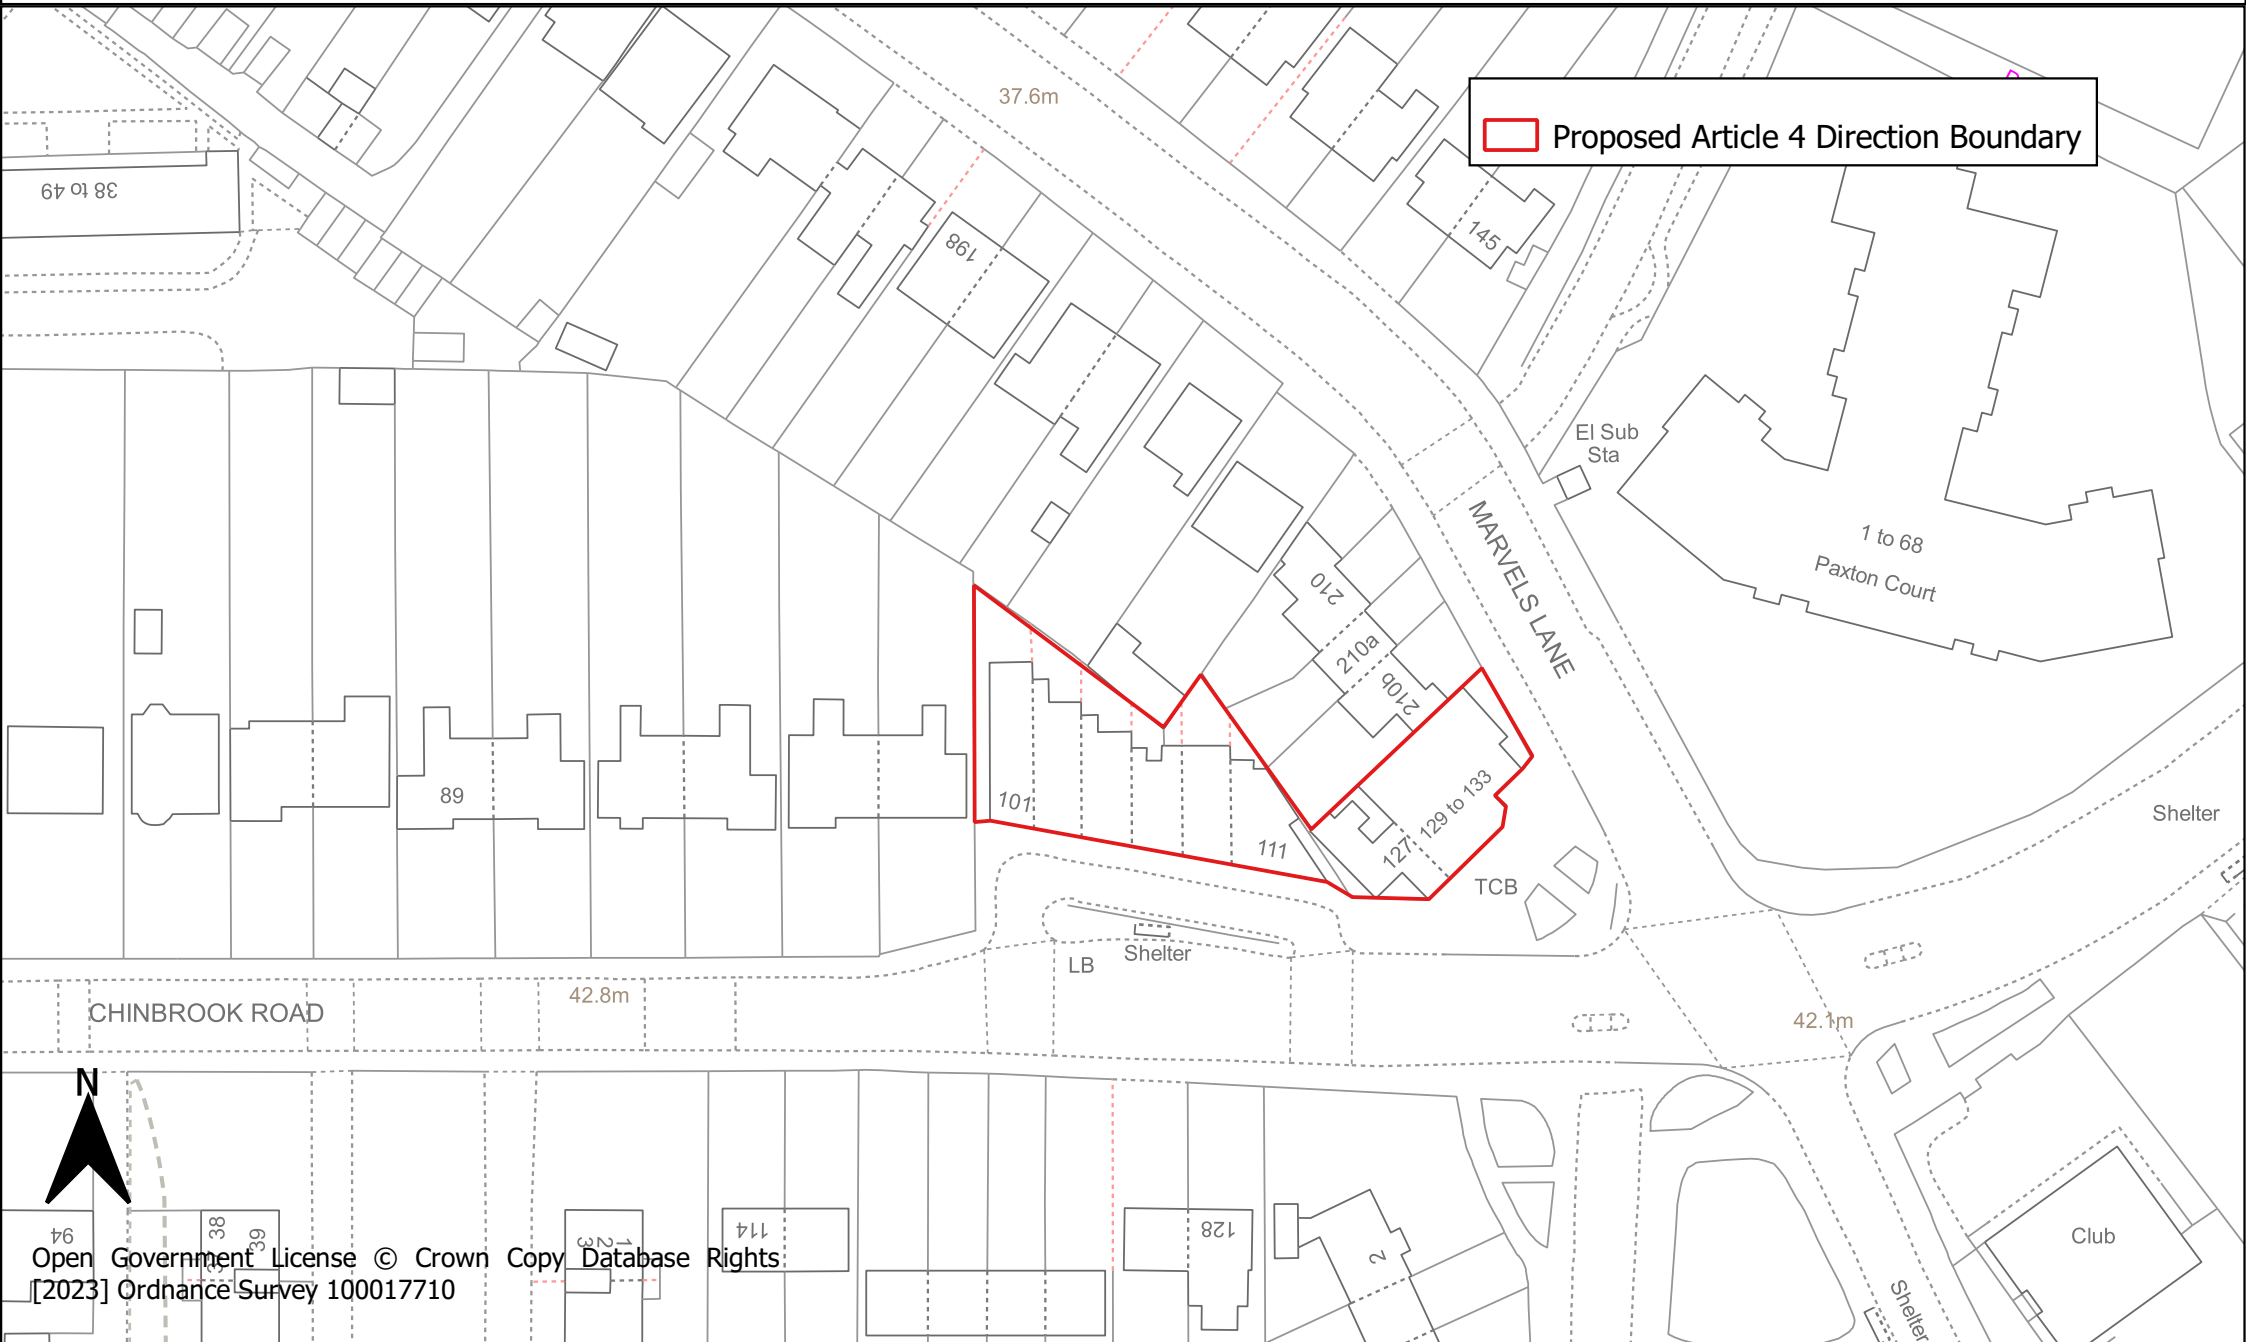 37.6m
Proposed Article 4 Direction Boundary
38 to 49
198
145
El Sub
Sta
MARVELS LANE
1 to 68
Paxton Court
210
210a
210b
89
101
111
127
129 to 133
TCB
Shelter
LB
Shelter
CHINBROOK ROAD
42.8m
42.1m
N
94
38
39
3
2
1
114
128
2
Club
Shelter
Open Government License © Crown Copy Database Rights
[2023] Ordnance Survey 100017710